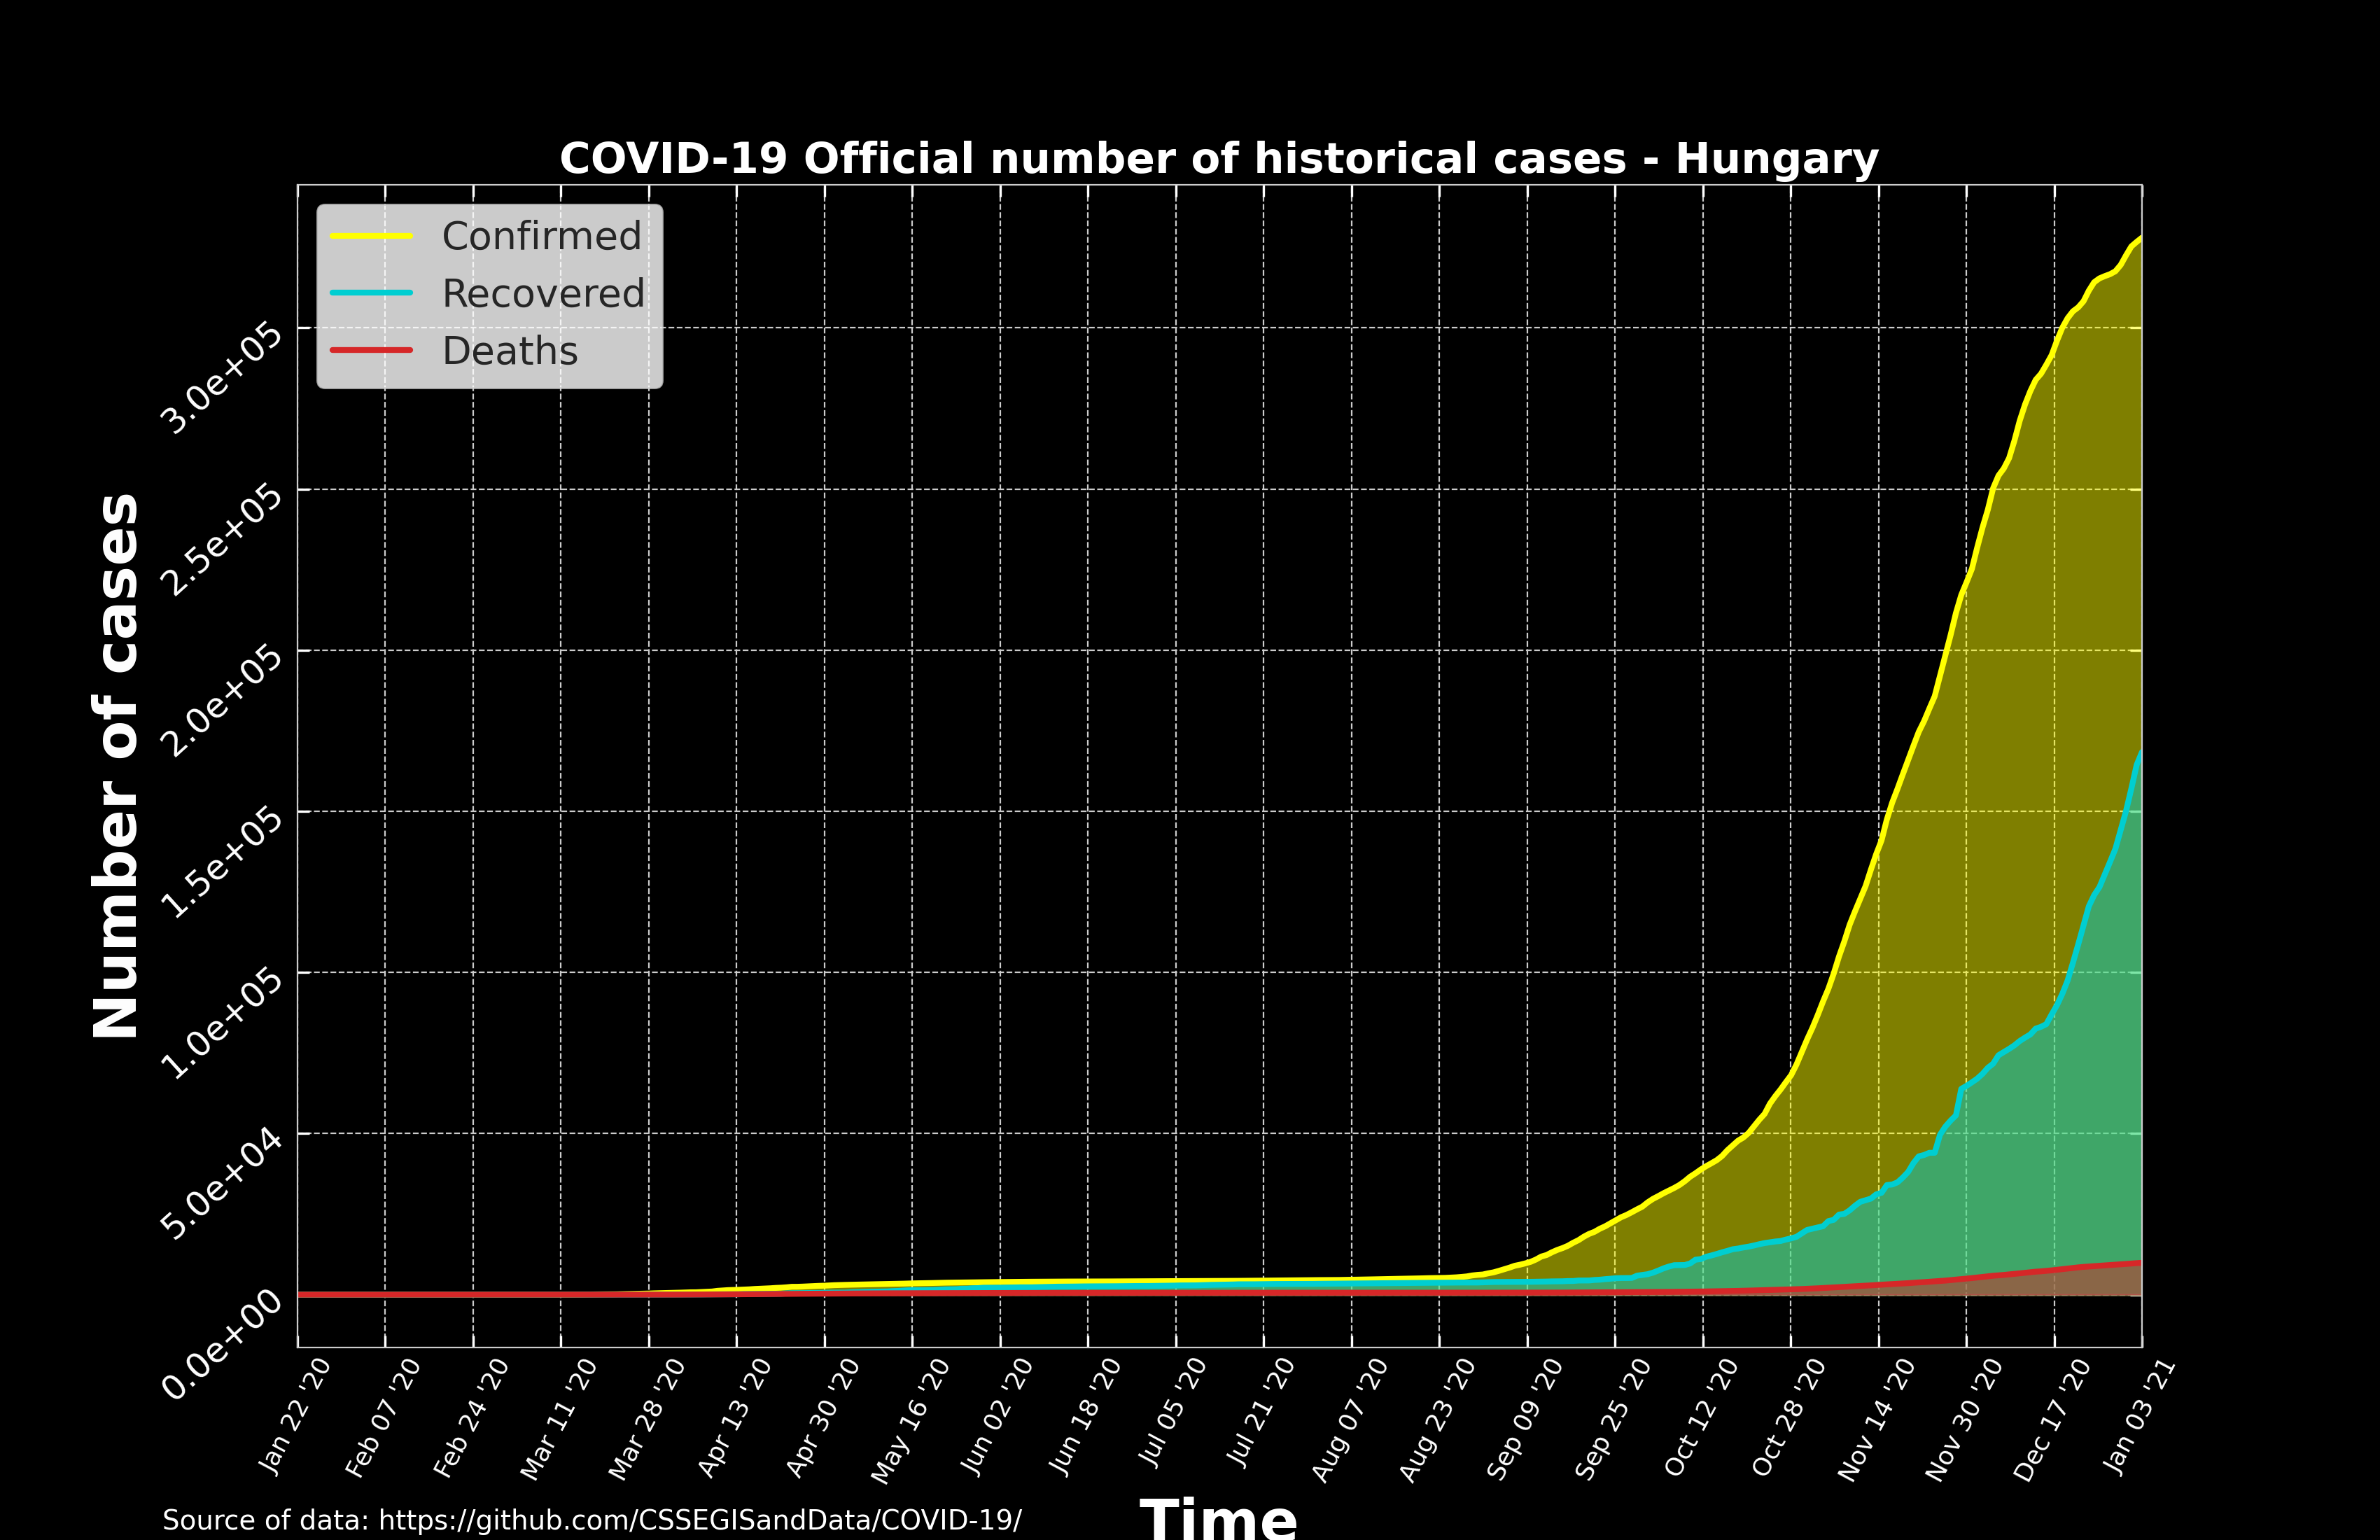 COVID-19 Official number of historical cases - Hungary
Confirmed
Recovered
Deaths
Number of cases
3.0e+05
2.5e+05
2.0e+05
1.5e+05
1.0e+05
5.0e+04
0.0e+00
Jan 22 '20
Feb 07 '20
Feb 24 '20
Mar 11 '20
Mar 28 '20
Apr 13 '20
Apr 30 '20
May 16 '20
Jun 02 '20
Jun 18 '20
Jul 05 '20
Jul 21 '20
Aug 07 '20
Aug 23 '20
Sep 09 '20
Sep 25 '20
Oct 12 '20
Oct 28 '20
Nov 14 '20
Nov 30 '20
Dec 17 '20
Jan 03 '21
Time
Source of data: https://github.com/CSSEGISandData/COVID-19/